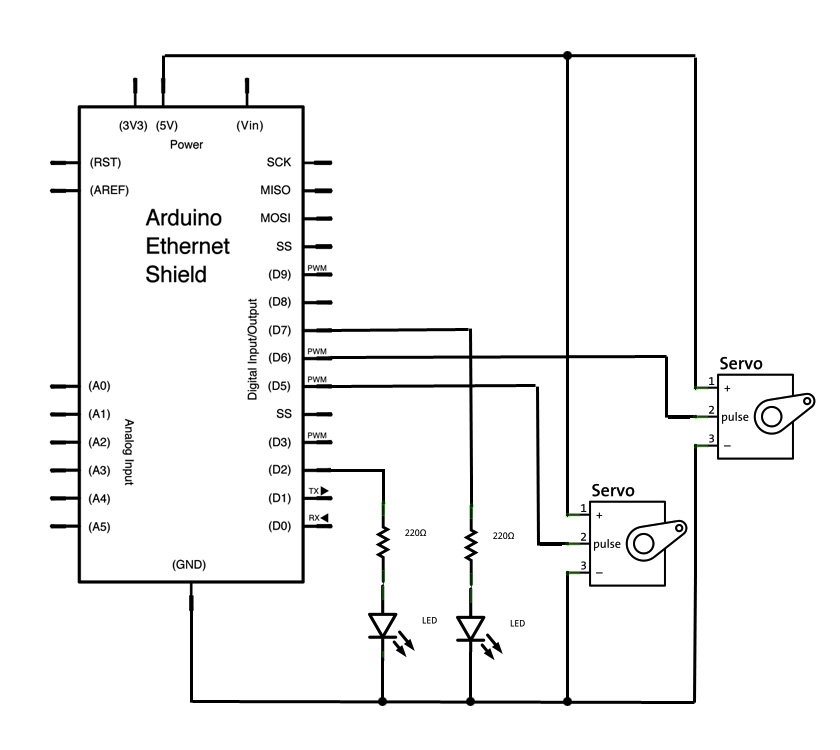 (3V3) (5V) (Vin)
Power
(RST)
(AREF)
Arduino
Ethernet
Shield
(A0)
(A1)
(A2)
(A3)
(A4)
(A5)
Analog Input
(GND)
Digital Input/Output
SCK
MISO
MOSI
SS
(D9) PWM
(D8)
(D7)
(D6) PWM
(D5) PWM
SS
(D3) PWM
(D2)
(D1) TX
(D0) RX
220Ω
LED
220Ω
LED
Servo
1 +
2 pulse
3 –
Servo
1 +
2 pulse
3 –